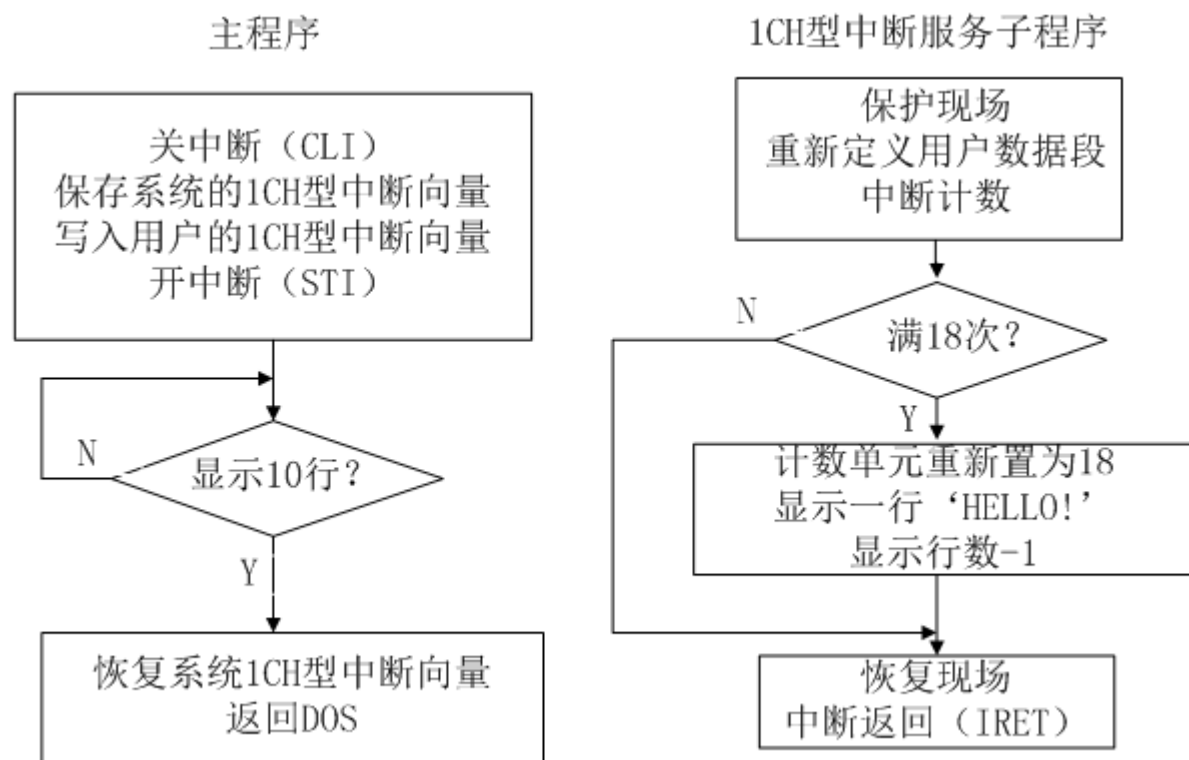 主程序
关中断（CLI）
保存系统的1CH型中断向量
写入用户的1CH型中断向量
开中断（STI）
N
显示10行？
Y
恢复系统1CH型中断向量
返回DOS
1CH型中断服务子程序
保护现场
重新定义用户数据段
中断计数
N
满18次？
Y
计数单元重新置为18
显示一行‘HELLO!’
显示行数-1
恢复现场
中断返回（IRET）